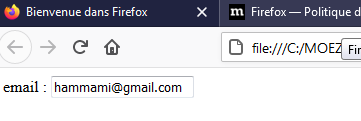 Bienvenue dans Firefox
Firefox — Politique d
file:///C:/MOEZ
Fir
email : hammami@gmail.com